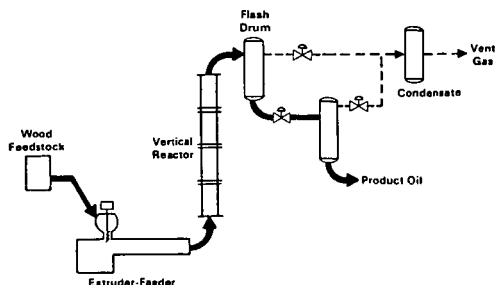 Flash
Drum
Vent
Gas
Condensate
Vertical
Reactor
Wood
Feedstock
Product Oil
Extruder-Feeder